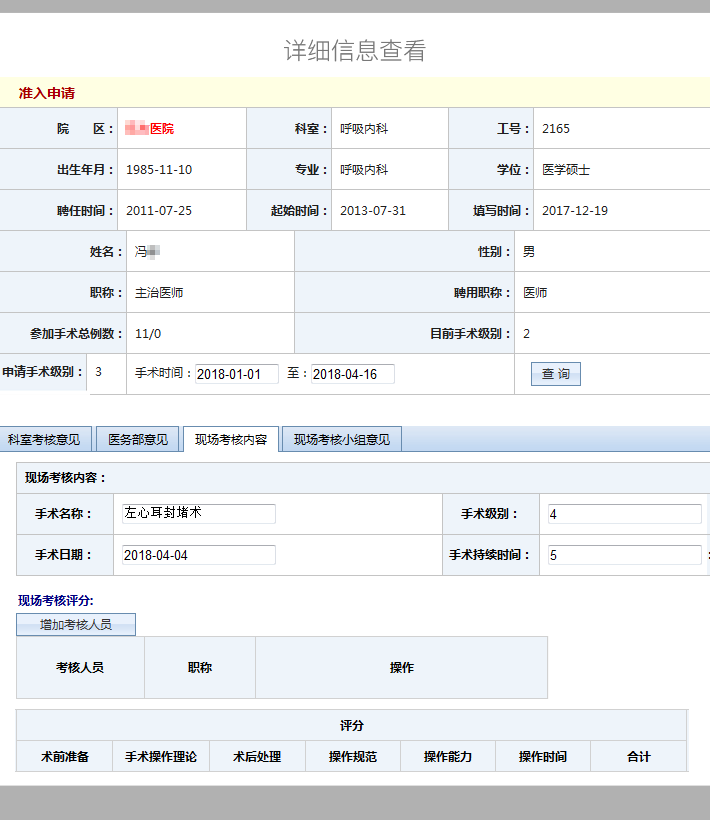 详细信息查看
准入申请
院 区： 医院 科室： 呼吸内科 工号： 2165
出生年月： 1985-11-10 专业： 呼吸内科 学位： 医学硕士
聘任时间： 2011-07-25 起始时间： 2013-07-31 填写时间： 2017-12-19
姓名： 冯 性别： 男
职称： 主治医师 聘用职称： 医师
参加手术总例数： 11/0 目前手术级别： 2
申请手术级别： 3 手术时间：2018-01-01 至：2018-04-16 查 询
科室考核意见 医务部意见 现场考核内容 现场考核小组意见
现场考核内容：
手术名称： 左心耳封堵术 手术级别： 4
手术日期： 2018-04-04 手术持续时间： 5
现场考核评分:
增加考核人员
考核人员 职称 操作
评分
术前准备 手术操作理论 术后处理 操作规范 操作能力 操作时间 合计